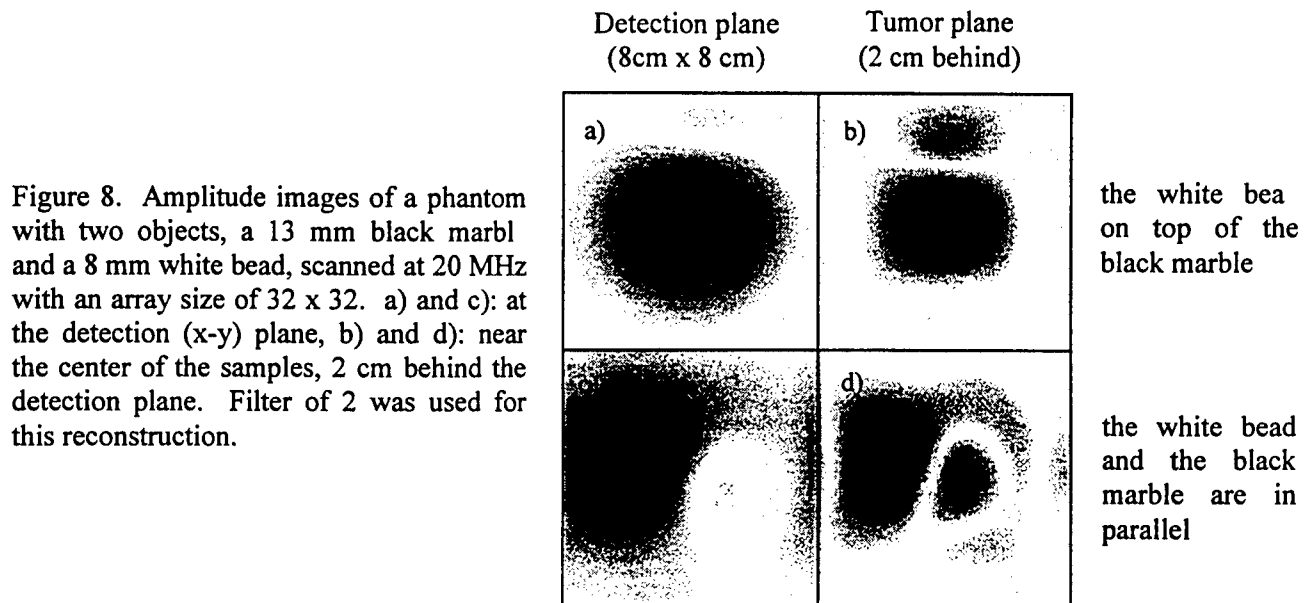 Detection plane
(8cm x 8 cm)
Tumor plane
(2 cm behind)
a)
b)
d)
Figure 8. Amplitude images of a phantom
with two objects, a 13 mm black marbl
and a 8 mm white bead, scanned at 20 MHz
with an array size of 32 x 32. a) and c): at
the detection (x-y) plane, b) and d): near
the center of the samples, 2 cm behind the
detection plane. Filter of 2 was used for
this reconstruction.
the white bea
on top of the
black marble
the white bead
and the black
marble are in
parallel